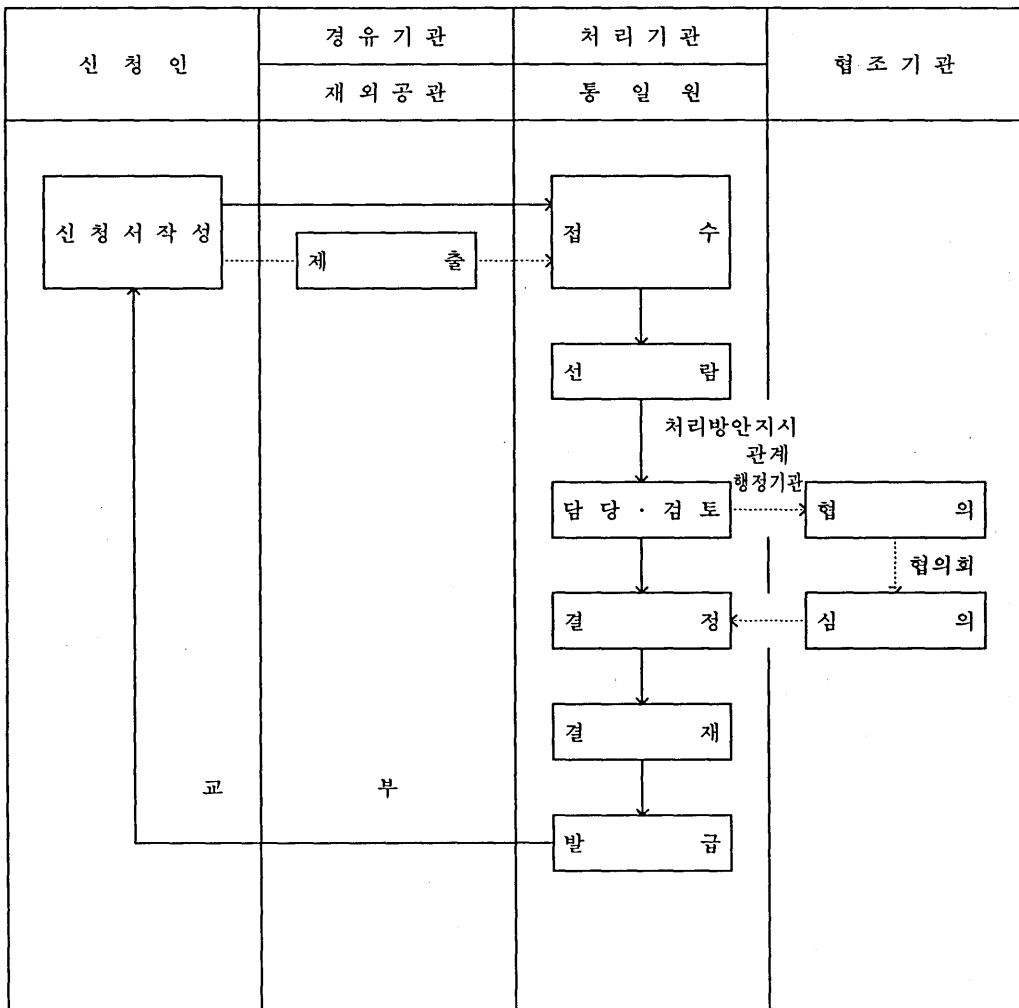 신 청 인
경 유 기 관
처 리 기 관
협 조 기 관
재 외 공 관
통 일 원
신 청 서 작 성
접 수
제 출
선 람
처리방안지시
관계
행정기관
담 당 · 검 토
협 의
협의회
결 정
심 의
결 재
교 부
발 급